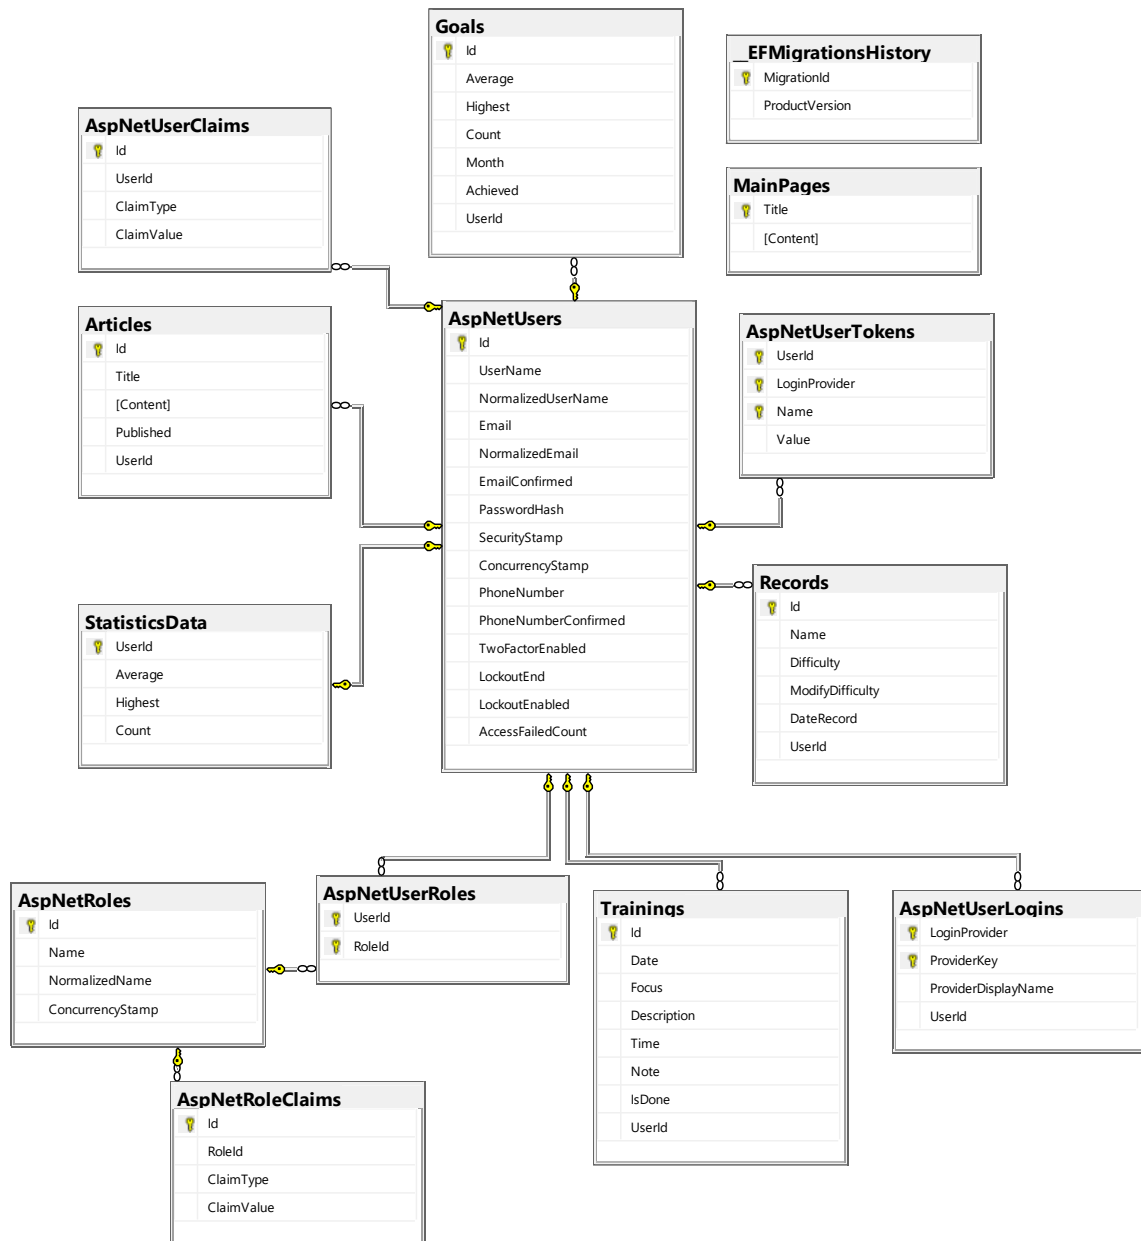 Goals
Id
Average
Highest
Count
Month
Achieved
UserId
__EFMigrationsHistory
MigrationId
ProductVersion
AspNetUserClaims
Id
UserId
ClaimType
ClaimValue
MainPages
Title
[Content]
Articles
Id
Title
[Content]
Published
UserId
AspNetUsers
Id
UserName
NormalizedUserName
Email
NormalizedEmail
EmailConfirmed
PasswordHash
SecurityStamp
ConcurrencyStamp
PhoneNumber
PhoneNumberConfirmed
TwoFactorEnabled
LockoutEnd
LockoutEnabled
AccessFailedCount
AspNetUserTokens
UserId
LoginProvider
Name
Value
StatisticsData
UserId
Average
Highest
Count
Records
Id
Name
Difficulty
ModifyDifficulty
DateRecord
UserId
AspNetRoles
Id
Name
NormalizedName
ConcurrencyStamp
AspNetUserRoles
UserId
RoleId
Trainings
Id
Date
Focus
Description
Time
Note
IsDone
UserId
AspNetUserLogins
LoginProvider
ProviderKey
ProviderDisplayName
UserId
AspNetRoleClaims
Id
RoleId
ClaimType
ClaimValue